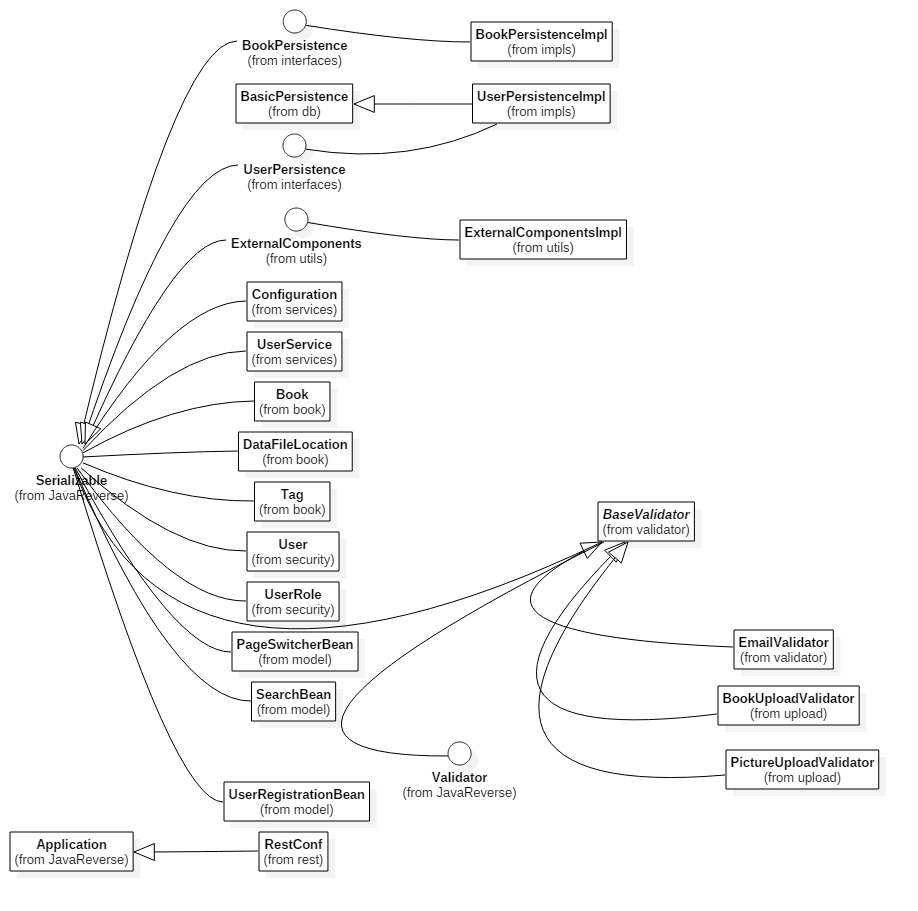 BookPersistence
(from interfaces)
BookPersistenceImpl
(from impls)
BasicPersistence
(from db)
UserPersistenceImpl
(from impls)
UserPersistence
(from interfaces)
ExternalComponents
(from utils)
ExternalComponentsImpl
(from utils)
Configuration
(from services)
UserService
(from services)
Book
(from book)
DataFileLocation
(from book)
Serializable
(from JavaReverse)
Tag
(from book)
BaseValidator
(from validator)
User
(from security)
UserRole
(from security)
PageSwitcherBean
(from model)
EmailValidator
(from validator)
SearchBean
(from model)
BookUploadValidator
(from upload)
PictureUploadValidator
(from upload)
Validator
(from JavaReverse)
UserRegistrationBean
(from model)
Application
(from JavaReverse)
RestConf
(from rest)